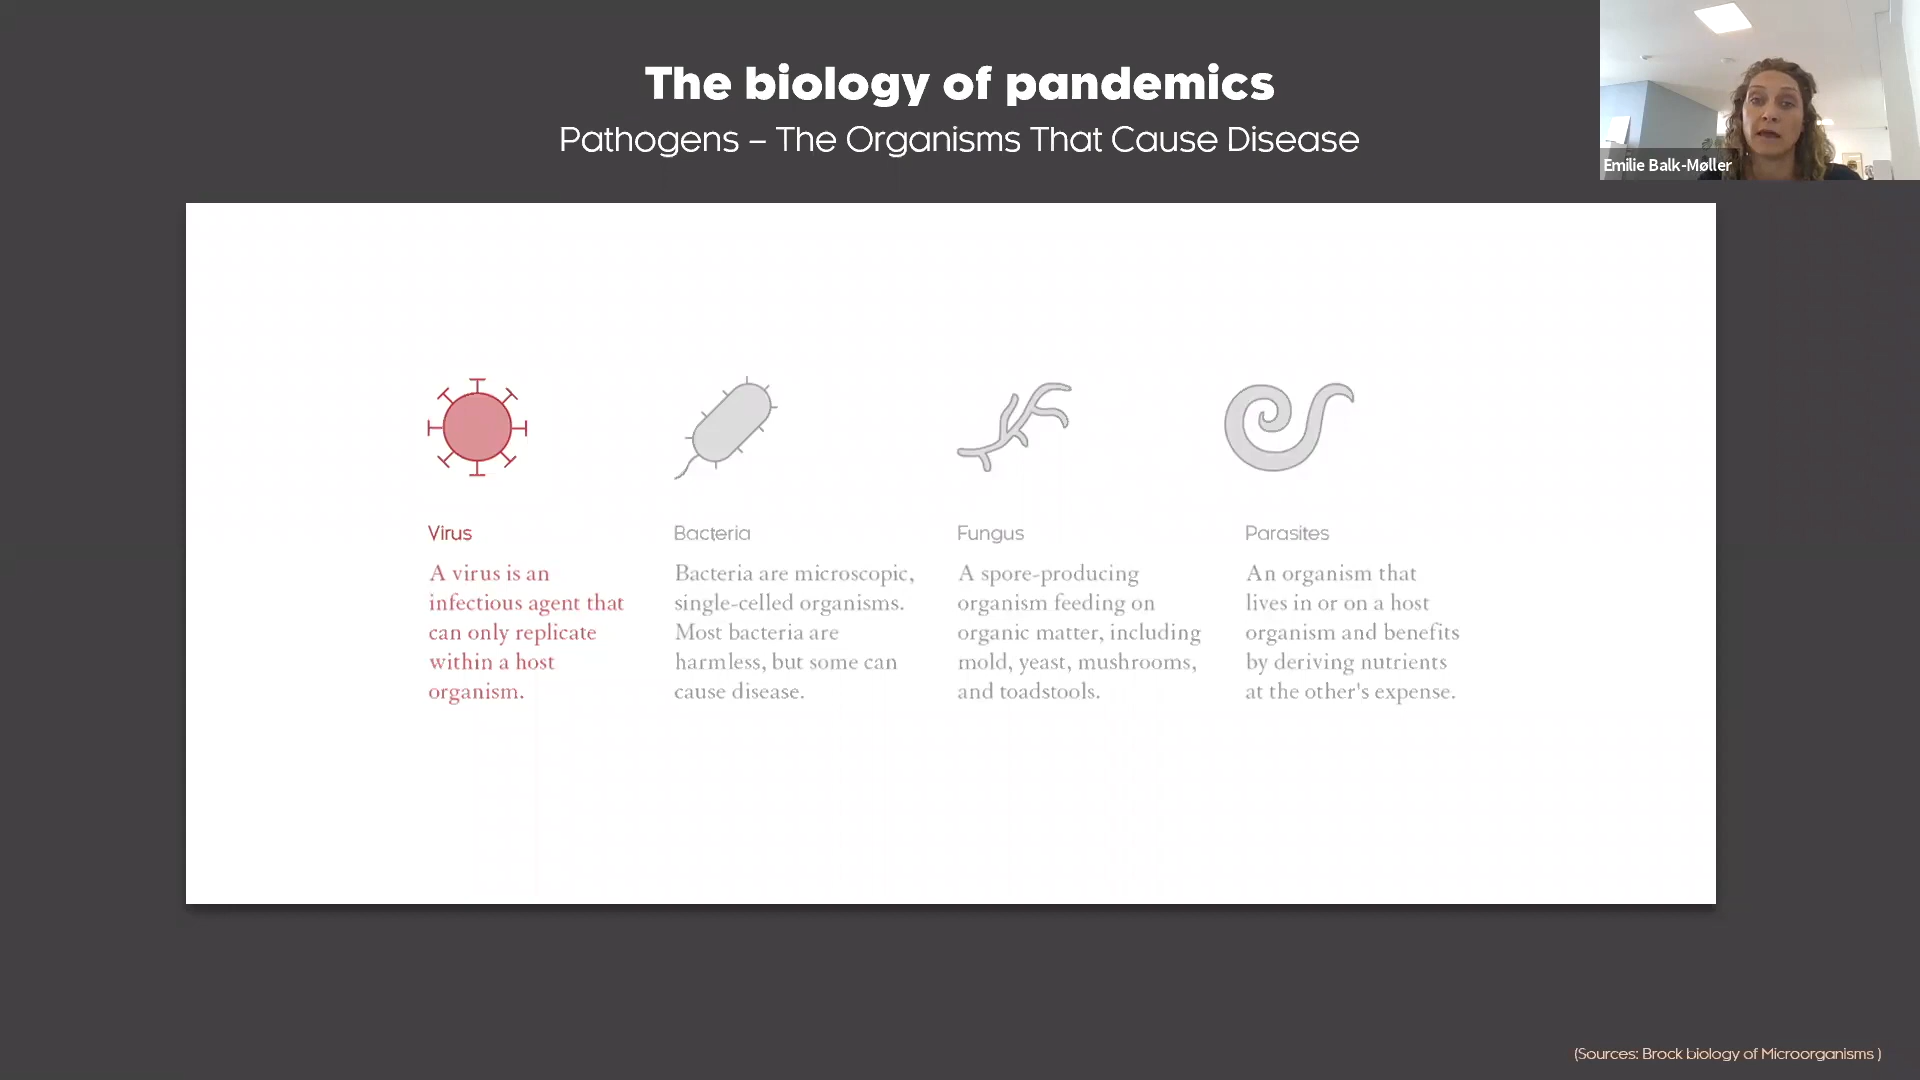 The biology of pandemics
Pathogens – The Organisms That Cause Disease
Emilie Balk-Møller
Virus
A virus is an
infectious agent that
can only replicate
within a host
organism.
Bacteria
Bacteria are microscopic,
single-celled organisms.
Most bacteria are
harmless, but some can
cause disease.
Fungus
A spore-producing
organism feeding on
organic matter, including
mold, yeast, mushrooms,
and toadstools.
Parasites
An organism that
lives in or on a host
organism and benefits
by deriving nutrients
at the other's expense.
(Sources: Brock biology of Microorganisms )